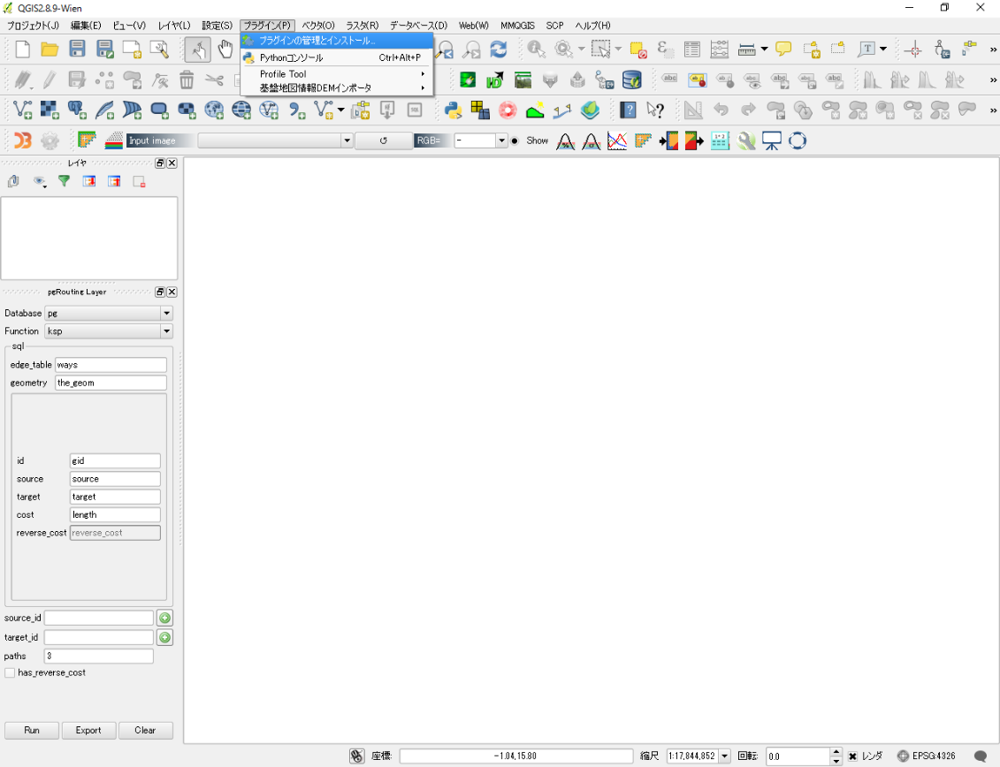 QGIS2.8.9-Wien
プロジェクト(J) 編集(E) ビュー(V) レイヤ(L) 設定(S) プラグイン(P) ベクタ(O) ラスタ(R) データベース(D) Web(W) MMQGIS SCP ヘルプ(H)
プラグインの管理とインストール...
Pythonコンソール Ctrl+Alt+P
Profile Tool
基盤地図情報DEMインポータ
Input image RGB= - Show
レイヤ
pgRouting Layer
Database pg
Function ksp
sql
edge_table ways
geometry the_geom
id gid
source source
target target
cost length
reverse_cost reverse_cost
source_id
target_id
paths 3
has_reverse_cost
Run Export Clear
座標: -1.04,15.80 縮尺 1:17,844,852 回転: 0.0 レンダ EPSG:4326